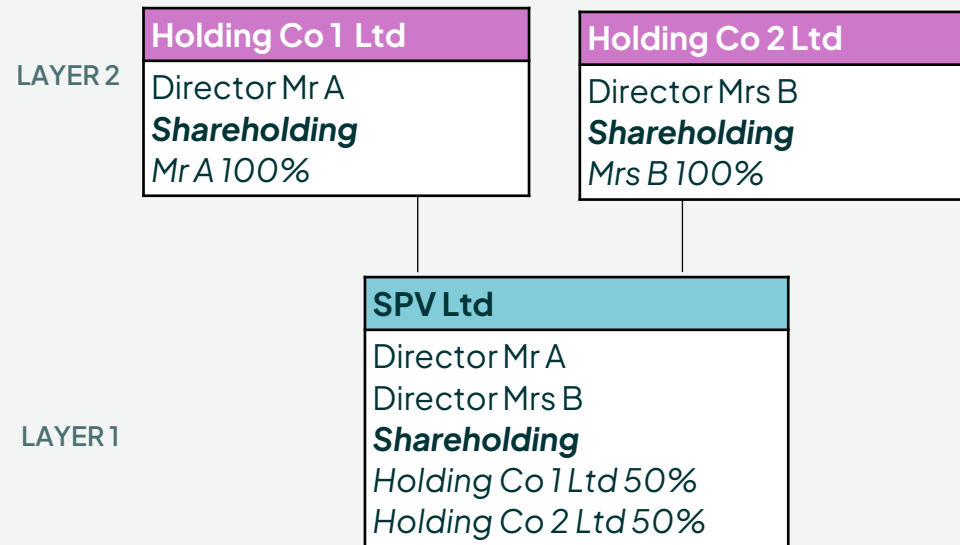 LAYER 2
Holding Co 1 Ltd
Director Mr A
Shareholding
Mr A 100%
Holding Co 2 Ltd
Director Mrs B
Shareholding
Mrs B 100%
LAYER 1
SPV Ltd
Director Mr A
Director Mrs B
Shareholding
Holding Co 1 Ltd 50%
Holding Co 2 Ltd 50%